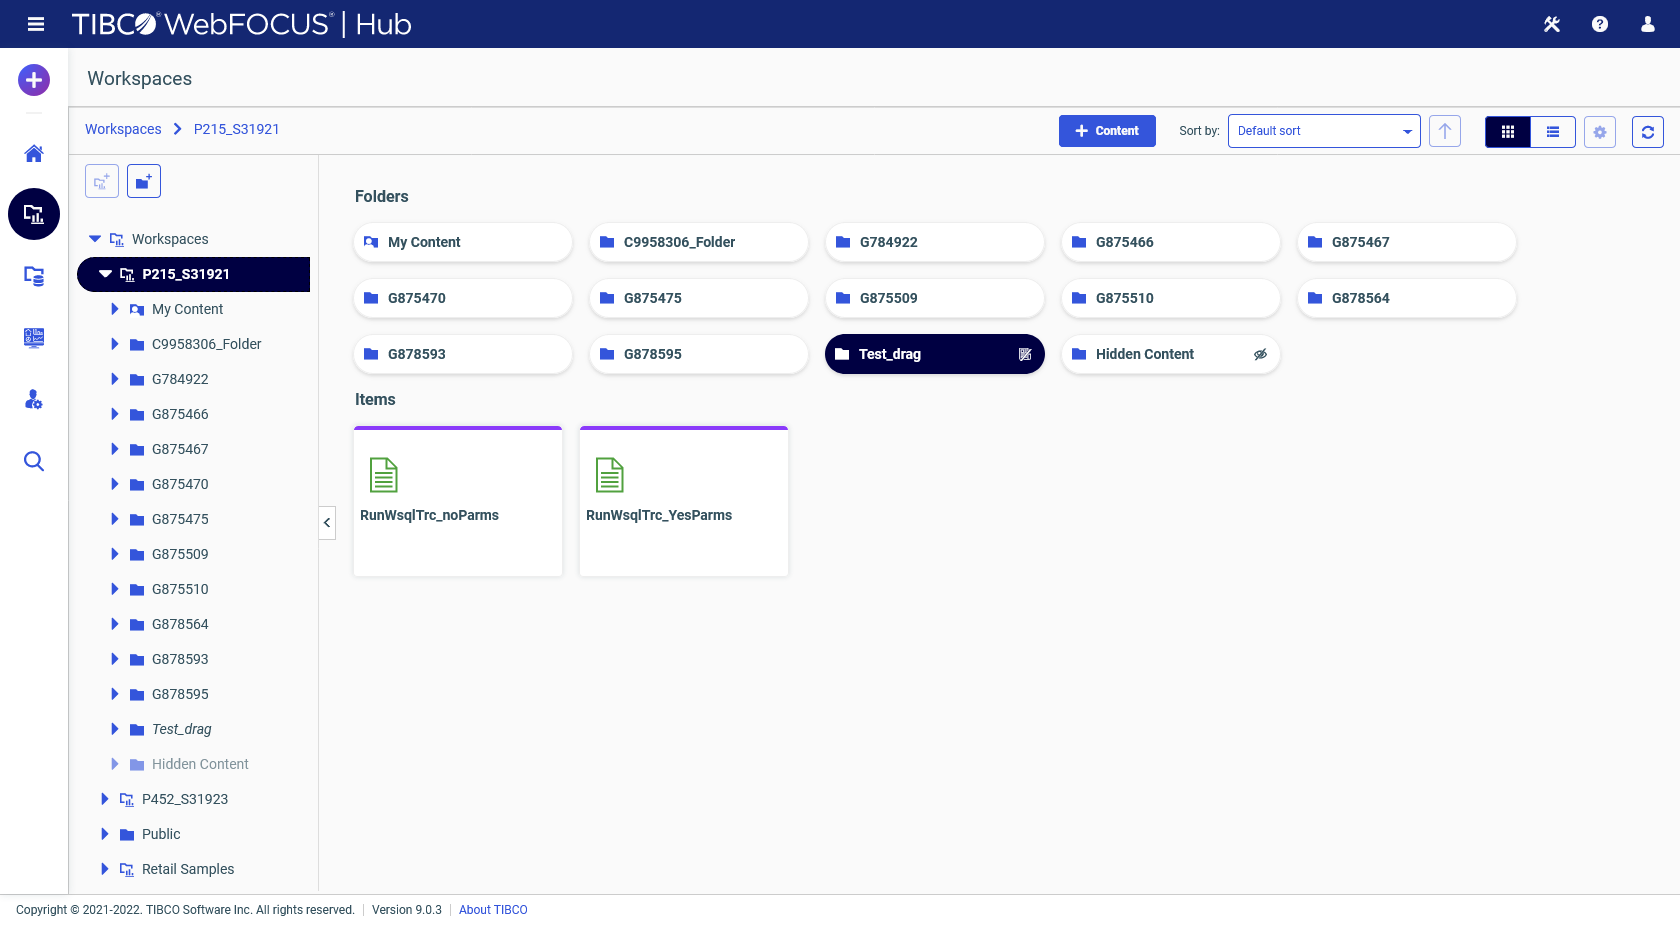 TIBCO® WebFOCUS® | Hub
Workspaces
Workspaces P215_S31921
+ Content Sort by: Default sort
Workspaces
P215_S31921
My Content
C9958306_Folder
G784922
G875466
G875467
G875470
G875475
G875509
G875510
G878564
G878593
G878595
Test_drag
Hidden Content
P452_S31923
Public
Retail Samples
Folders
My Content C9958306_Folder G784922 G875466 G875467
G875470 G875475 G875509 G875510 G878564
G878593 G878595 Test_drag Hidden Content
Items
RunWsqlTrc_noParms RunWsqlTrc_YesParms
Copyright © 2021-2022. TIBCO Software Inc. All rights reserved. Version 9.0.3 About TIBCO